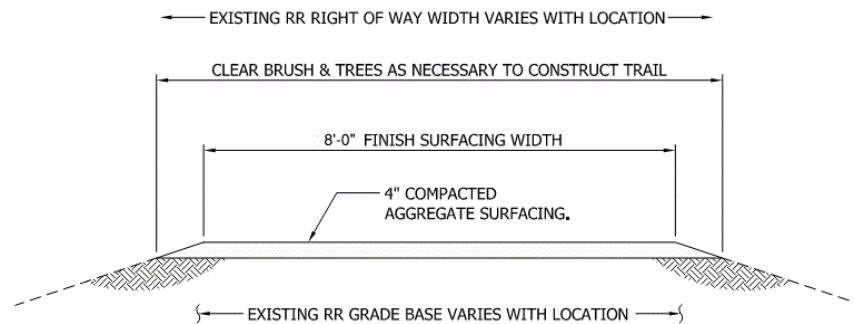 EXISTING RR RIGHT OF WAY WIDTH VARIES WITH LOCATION
CLEAR BRUSH & TREES AS NECESSARY TO CONSTRUCT TRAIL
8'-0" FINISH SURFACING WIDTH
4" COMPACTED
AGGREGATE SURFACING.
EXISTING RR GRADE BASE VARIES WITH LOCATION